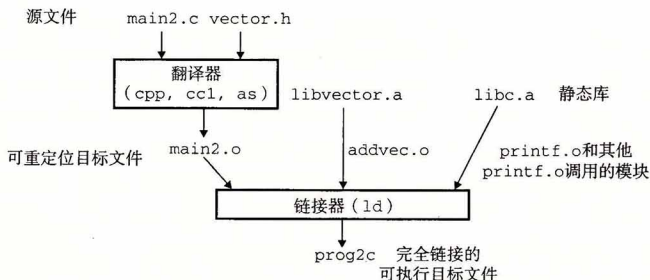 源文件 main2.c vector.h
翻译器
(cpp, cc1, as)
libvector.a libc.a 静态库
可重定位目标文件 main2.o addvec.o printf.o和其他
printf.o调用的模块
链接器(ld)
prog2c 完全链接的
可执行目标文件